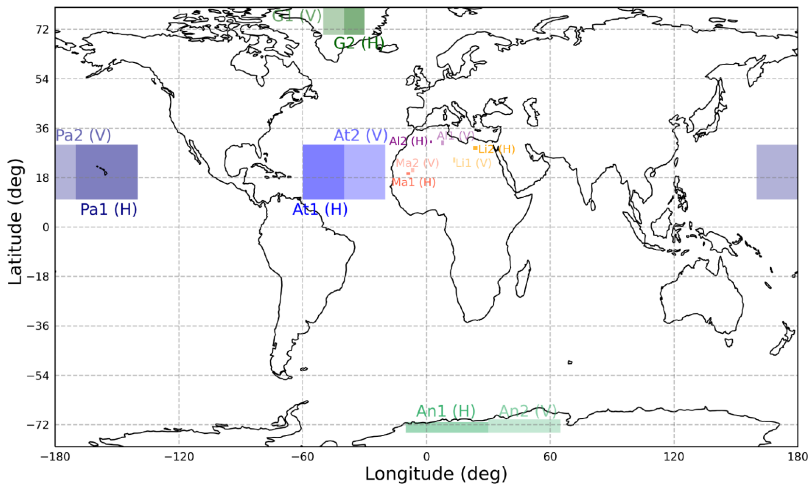 G1 (V)
72
G2 (H)
54
36
Pa2 (V)
At2 (V)
Al2 (H)
Al1 (V)
Li2 (H)
Ma2 (V)
Li1 (V)
18
Ma1 (H)
Pa1 (H)
At1 (H)
0
−18
−36
−54
An1 (H)
An2 (V)
−72
−180
−120
−60
0
60
120
180
Longitude (deg)
Latitude (deg)